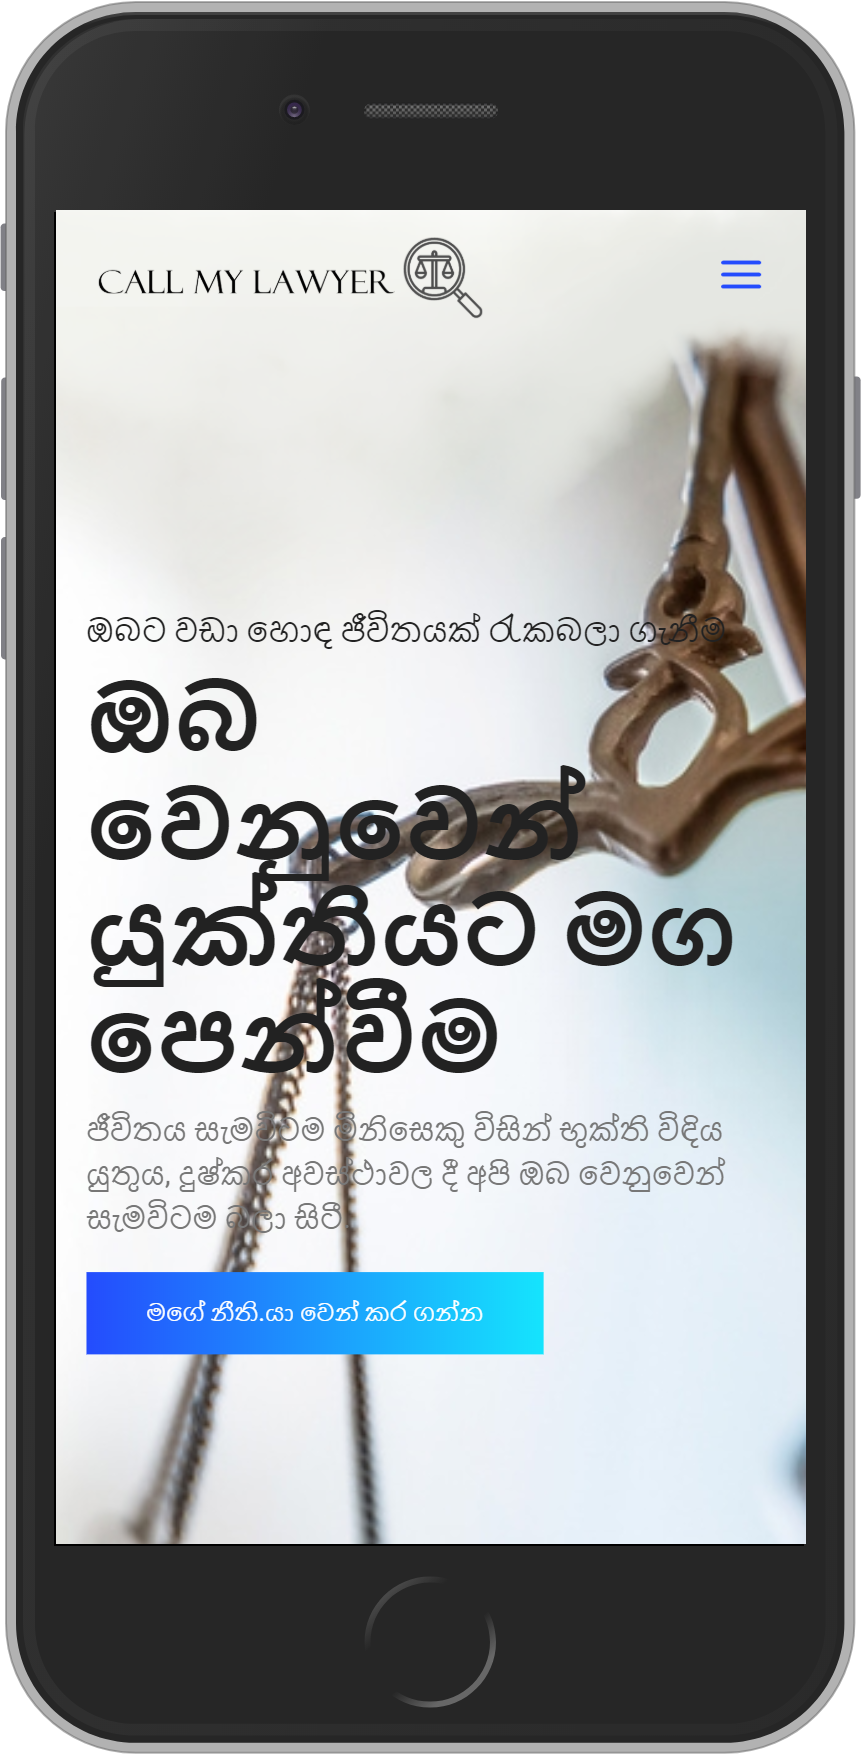 CALL MY LAWYER
ඔබට වඩා හොඳ ජීවිතයක් රැකබලා ගැනීම
ඔබ
වෙනුවෙන්
යුක්තියට මග
පෙන්වීම
ජීවිතය සැමවිටම මිනිසෙකු විසින් භුක්ති විඳිය
යුතුය, දුෂ්කර අවස්ථාවල දී අපි ඔබ වෙනුවෙන්
සැමවිටම බලා සිටී.
මගේ නීති.යා වෙන් කර ගන්න